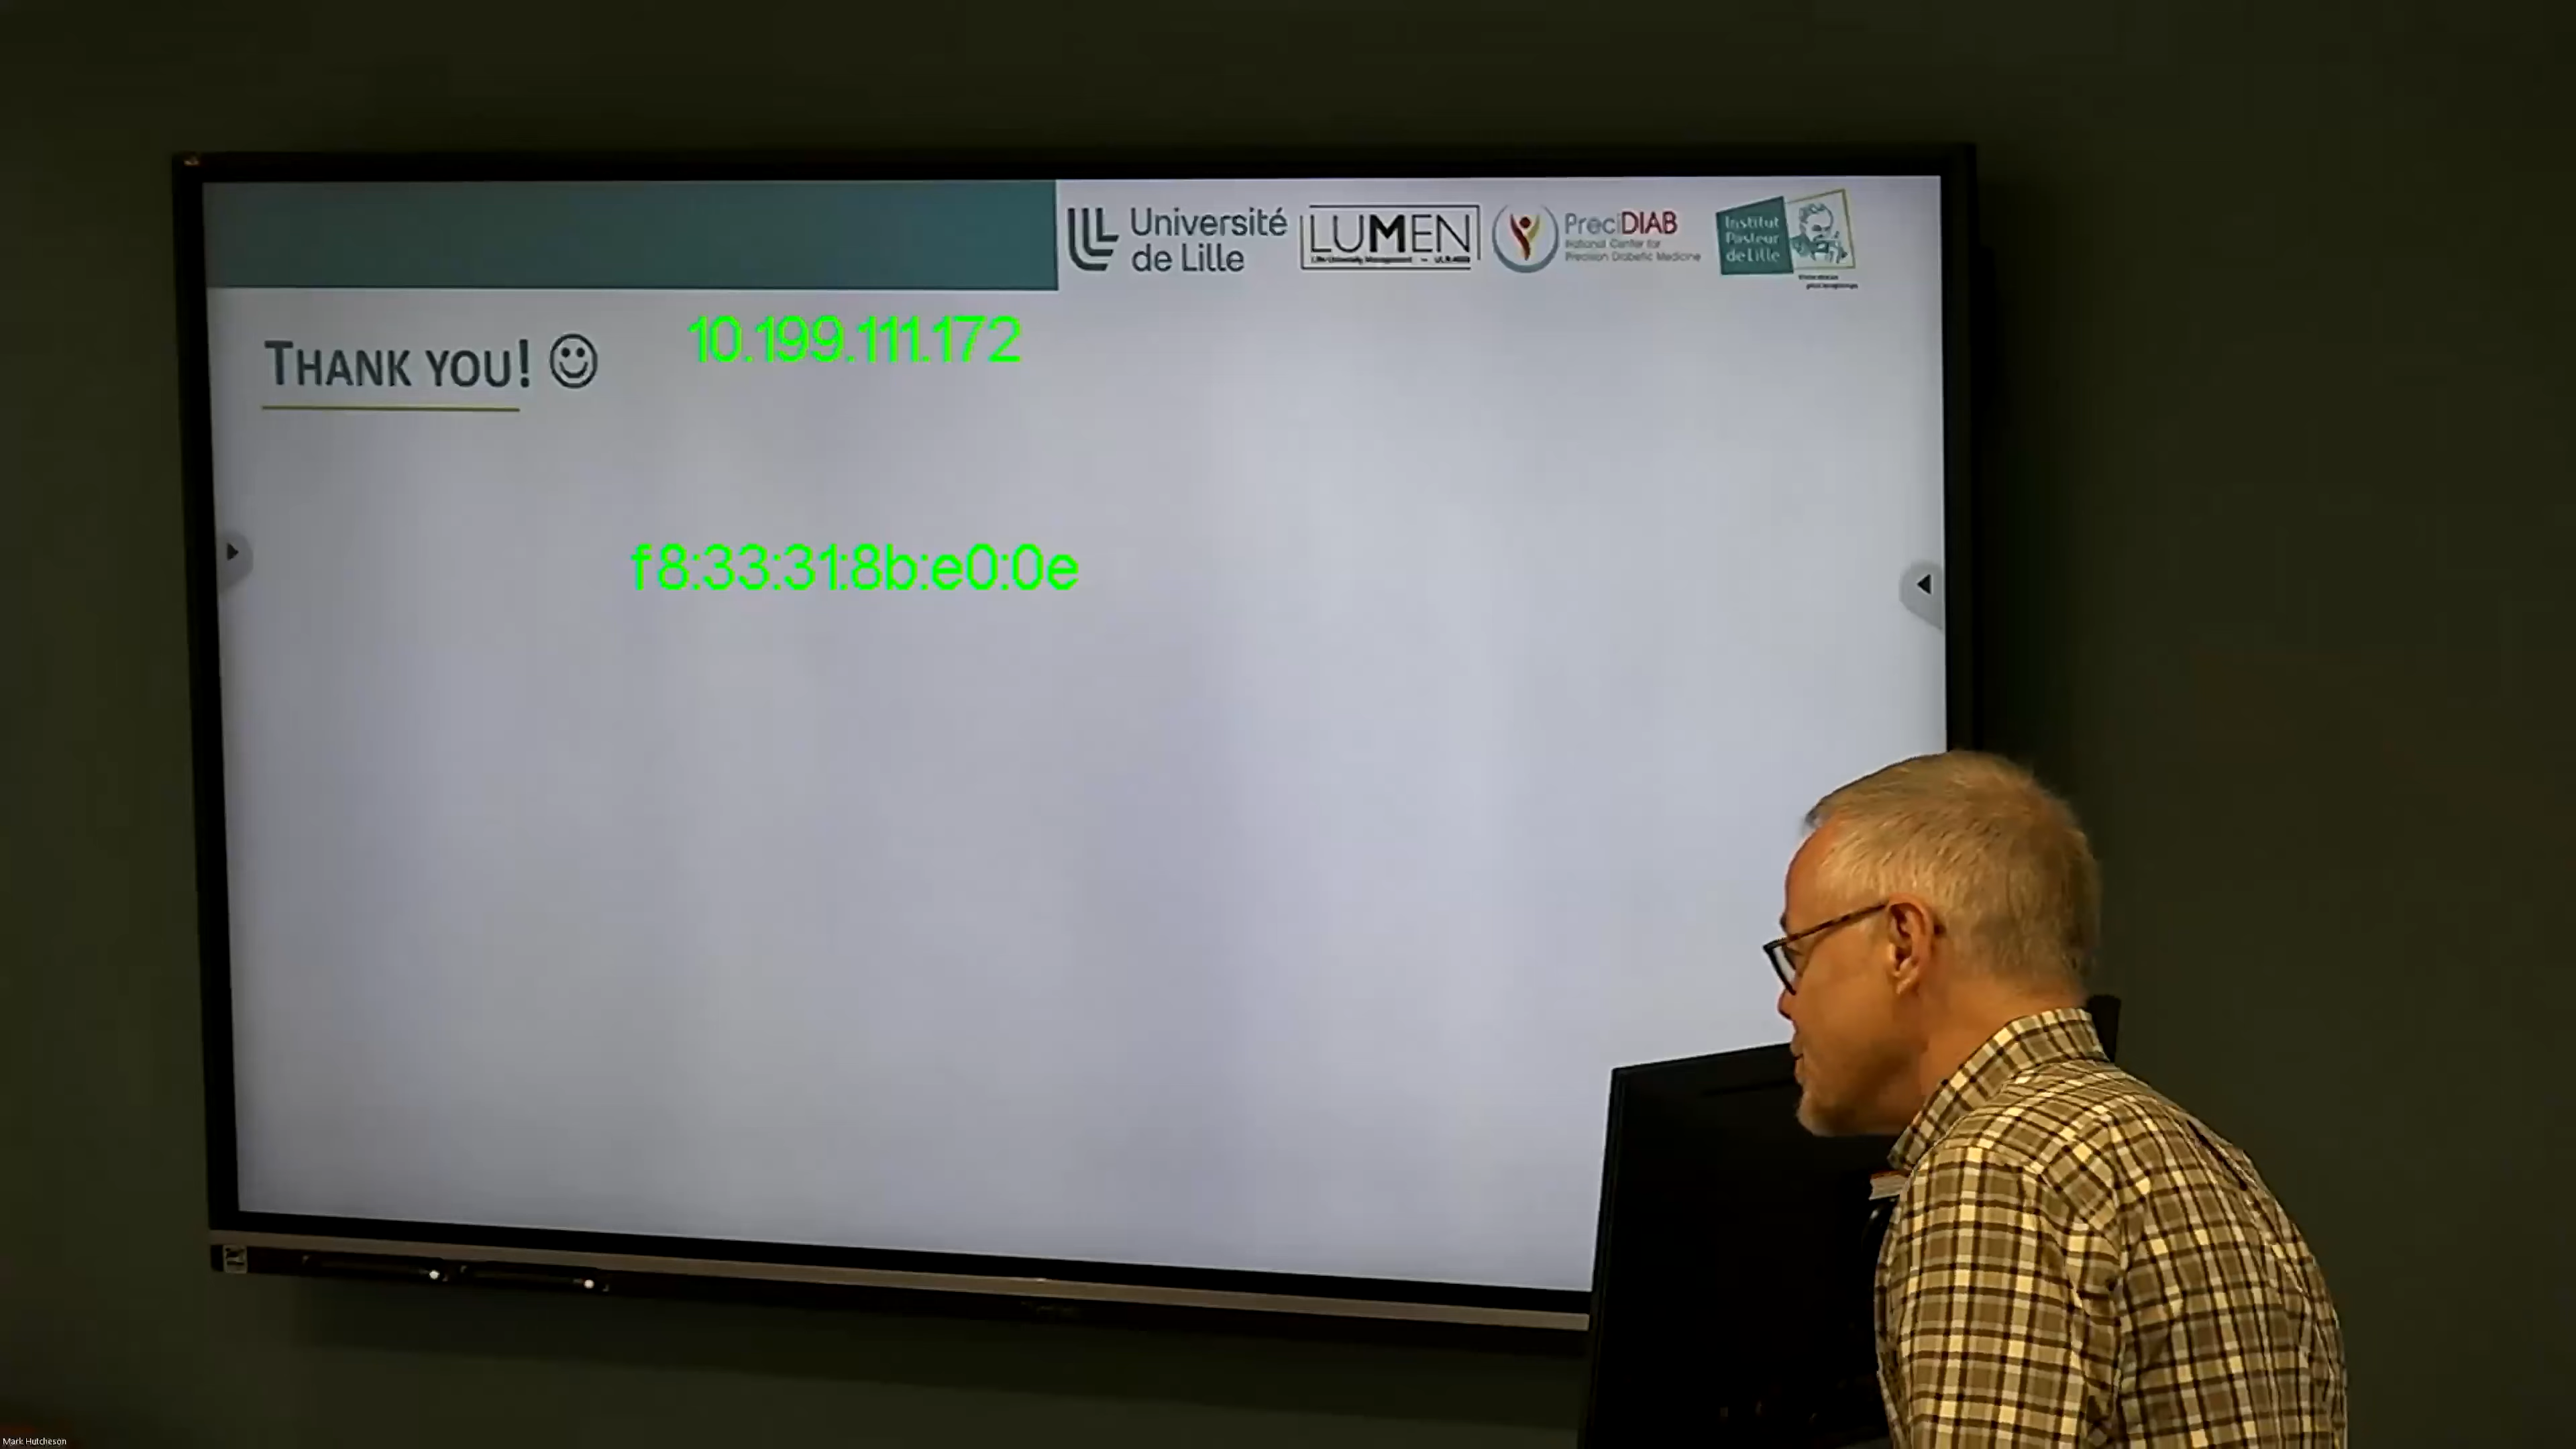 Université
de Lille
LUMEN
PreciDIAB
National Center for
Precision Diabetic Medicine
Institut
Pasteur
de Lille
THANK YOU! ☺
10.199.111.172
f8:33:31:8b:e0:0e
Mark Hutcheson